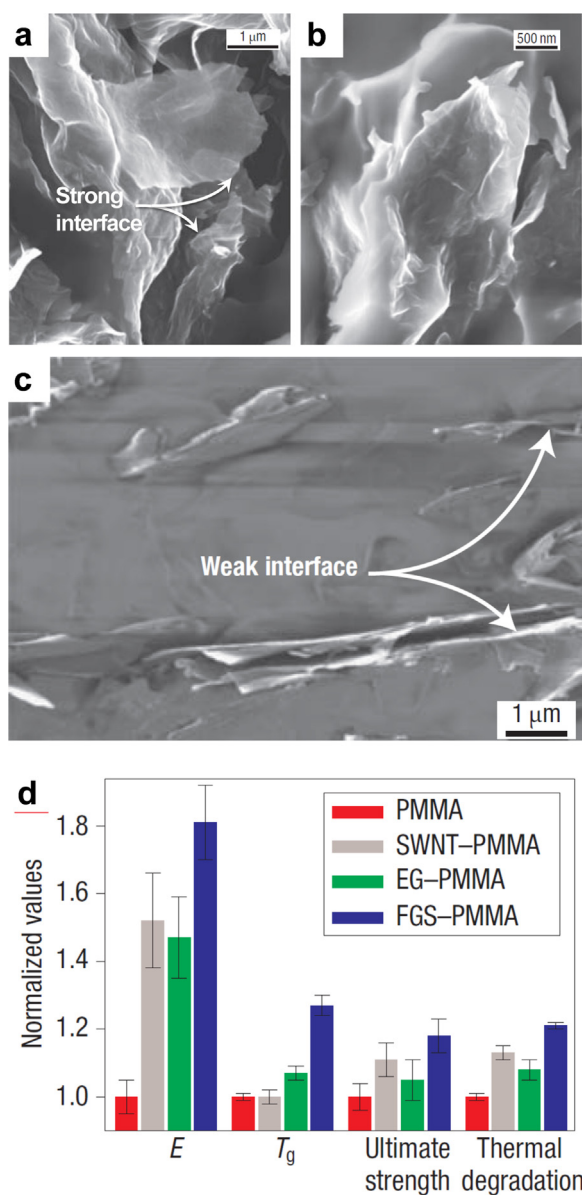 a
1 μm
b
500 nm
Strong
interface
c
Weak interface
1 μm
d
Normalized values
1.8
1.6
1.4
1.2
1.0
PMMA
SWNT–PMMA
EG–PMMA
FGS–PMMA
E
Tg
Ultimate
strength
Thermal
degradation